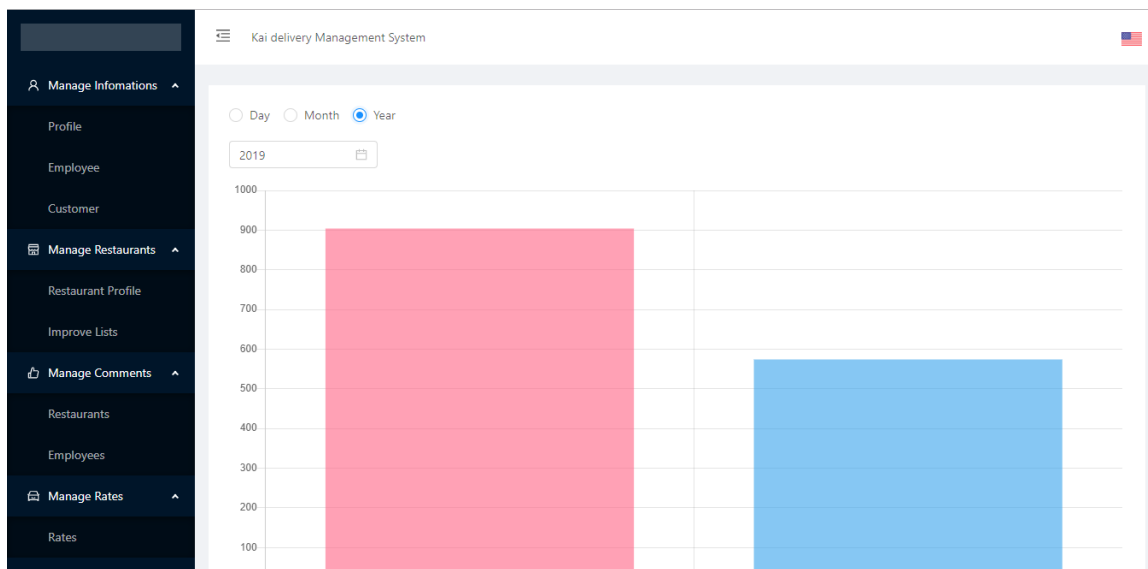 Kai delivery Management System
Manage Infomations
Profile
Employee
Customer
Manage Restaurants
Restaurant Profile
Improve Lists
Manage Comments
Restaurants
Employees
Manage Rates
Rates
Day Month Year
2019
1000
900
800
700
600
500
400
300
200
100